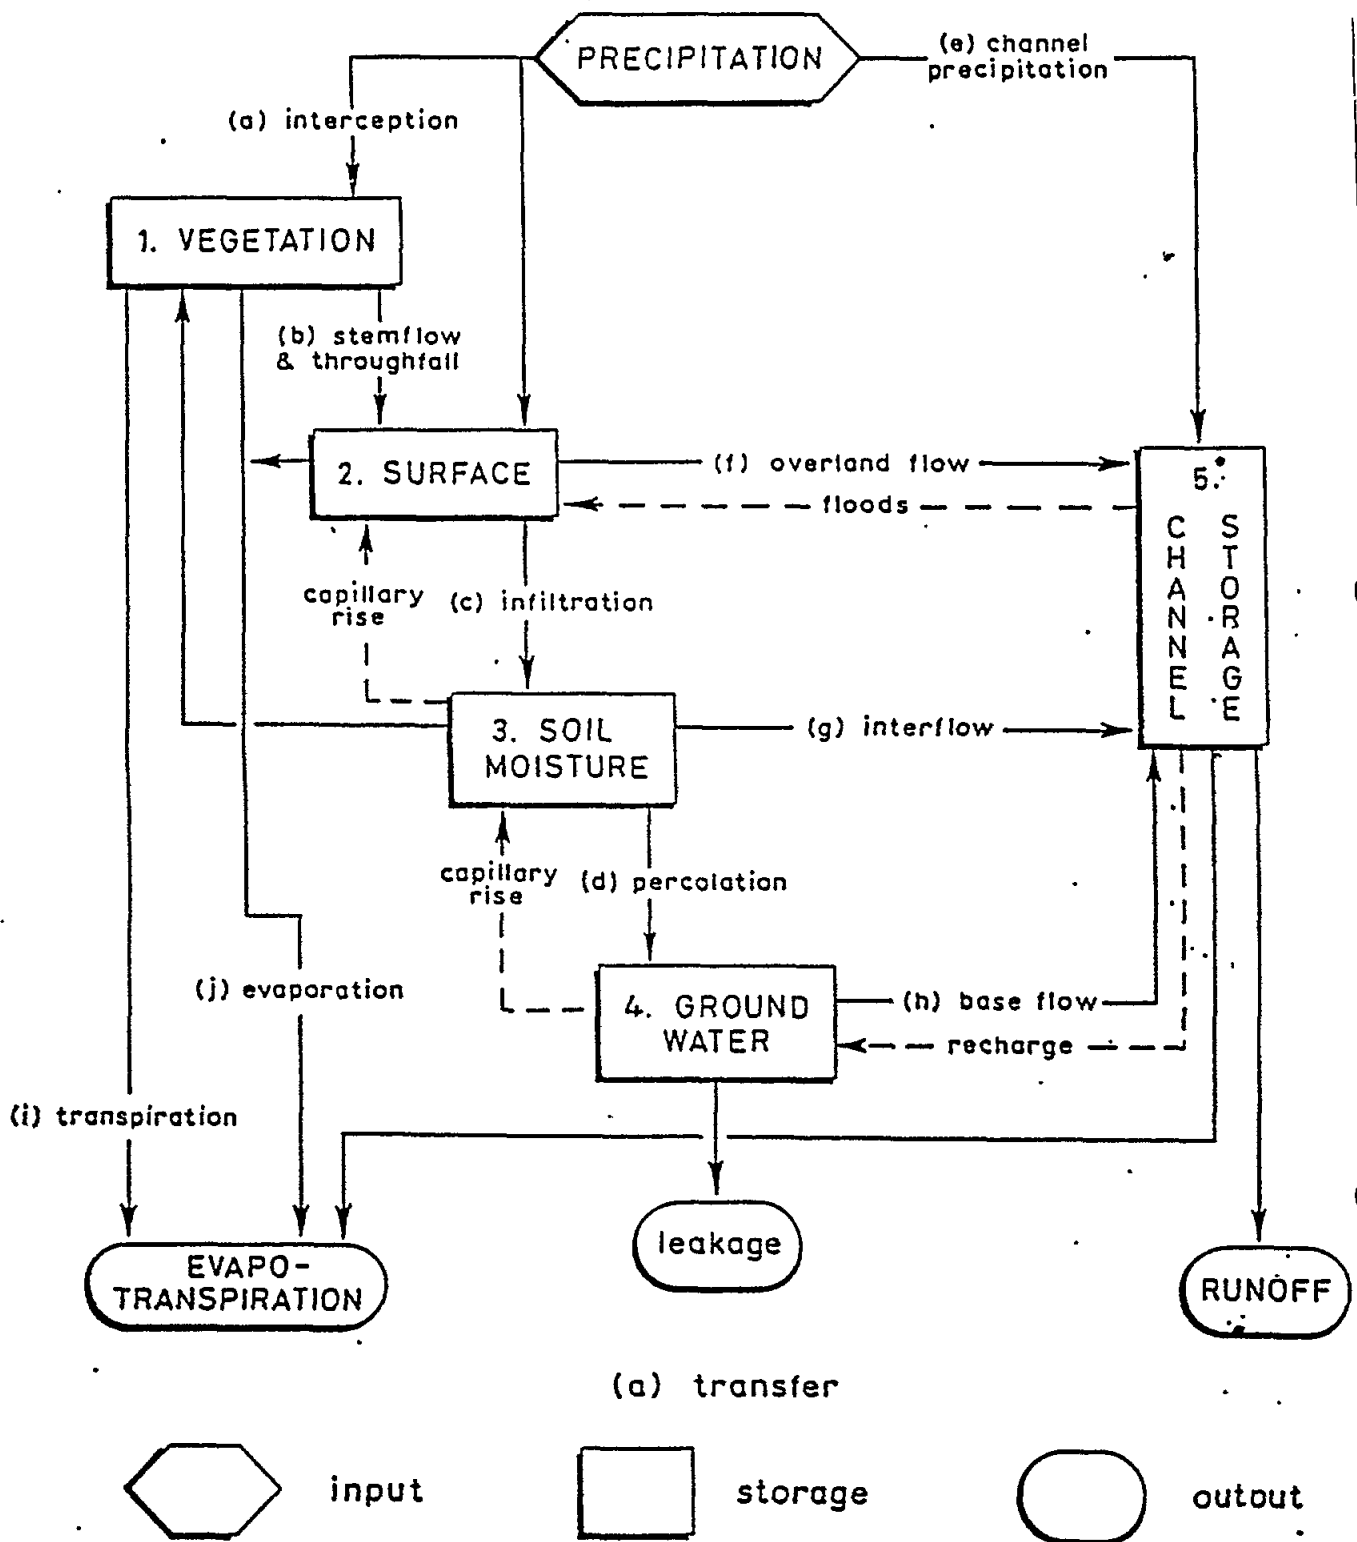 PRECIPITATION
(e) channel
precipitation
(a) interception
1. VEGETATION
(b) stemflow
& throughfall
2. SURFACE
(f) overland flow
floods
5.
CHANNEL
STORAGE
capillary
rise
(c) infiltration
3. SOIL
MOISTURE
(g) interflow
capillary
rise
(d) percolation
4. GROUND
WATER
(h) base flow
recharge
(j) evaporation
(i) transpiration
EVAPO-
TRANSPIRATION
leakage
RUNOFF
(a) transfer
input
storage
output